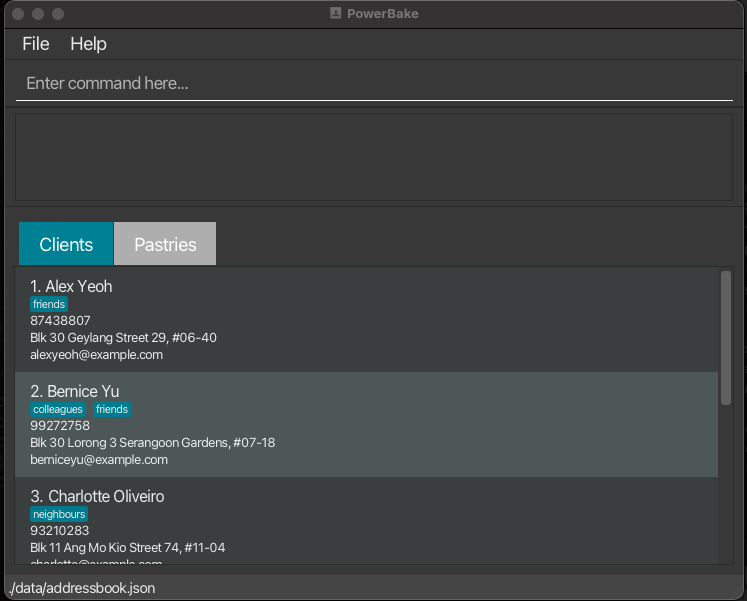 PowerBake
File Help
Enter command here...
Clients Pastries
1. Alex Yeoh
friends
87438807
Blk 30 Geylang Street 29, #06-40
alexyeoh@example.com
2. Bernice Yu
colleagues friends
99272758
Blk 30 Lorong 3 Serangoon Gardens, #07-18
berniceyu@example.com
3. Charlotte Oliveiro
neighbours
93210283
Blk 11 Ang Mo Kio Street 74, #11-04
charlotte@example.com
./data/addressbook.json